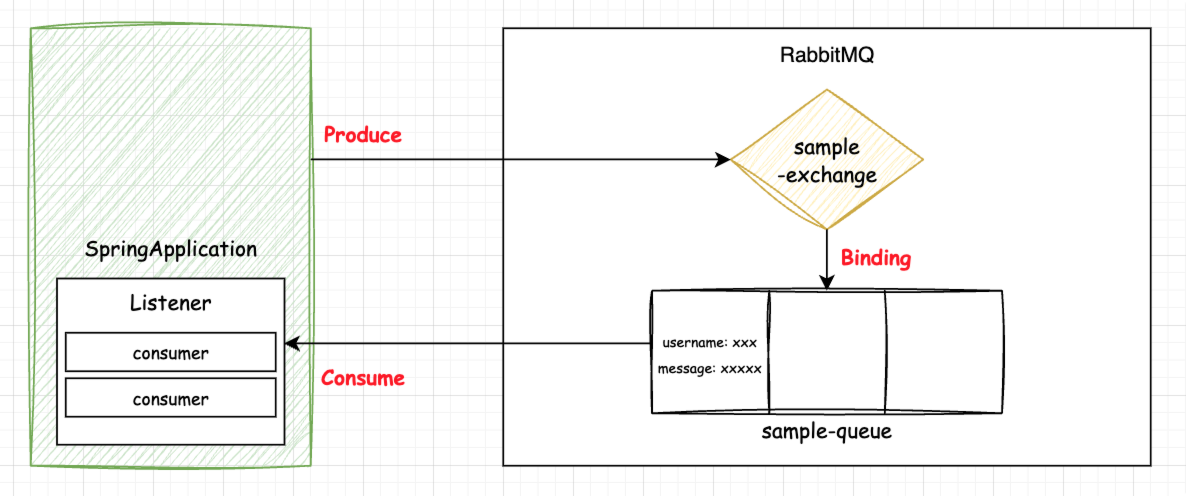 RabbitMQ
Produce
sample
-exchange
SpringApplication
Binding
Listener
username: xxx
consumer
message: xxxxx
Consume
consumer
sample-queue